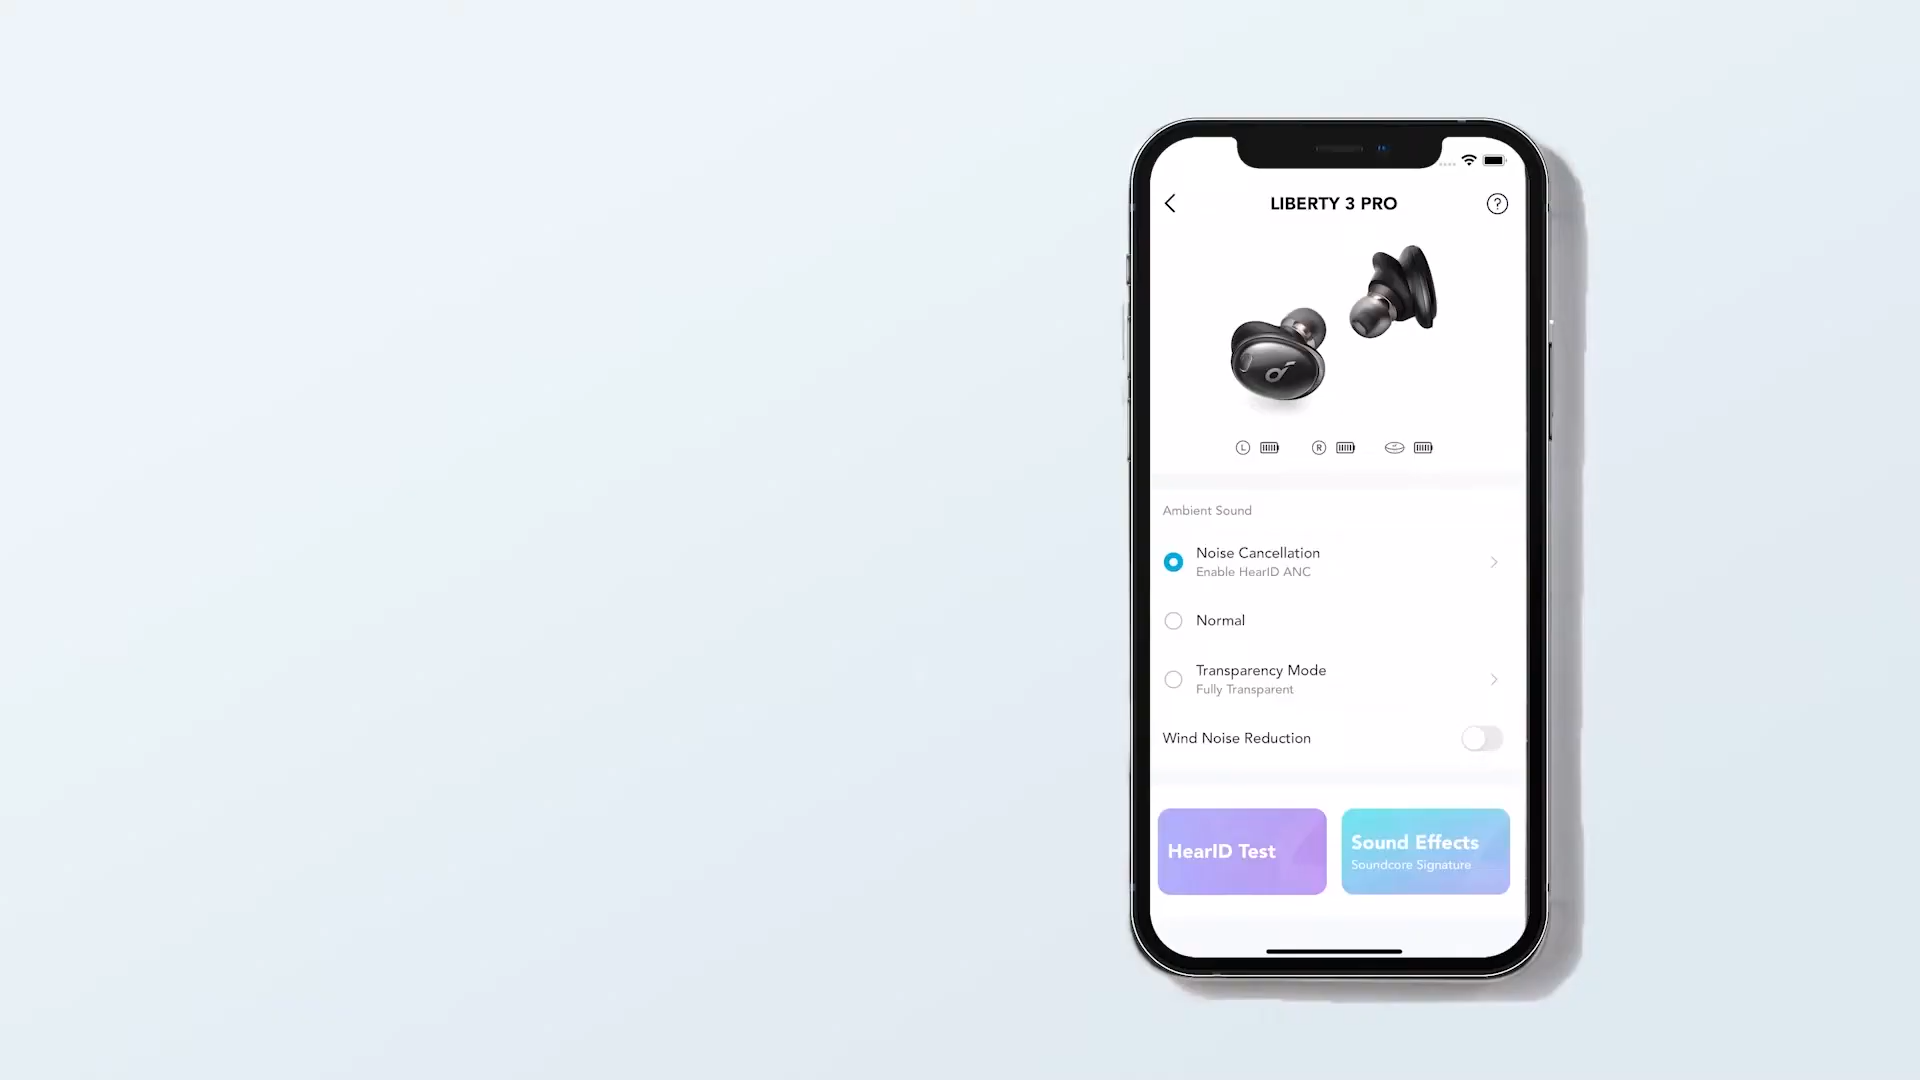 LIBERTY 3 PRO
?
L
R
Ambient Sound
Noise Cancellation
Enable HearID ANC
Normal
Transparency Mode
Fully Transparent
Wind Noise Reduction
HearID Test
Sound Effects
Soundcore Signature